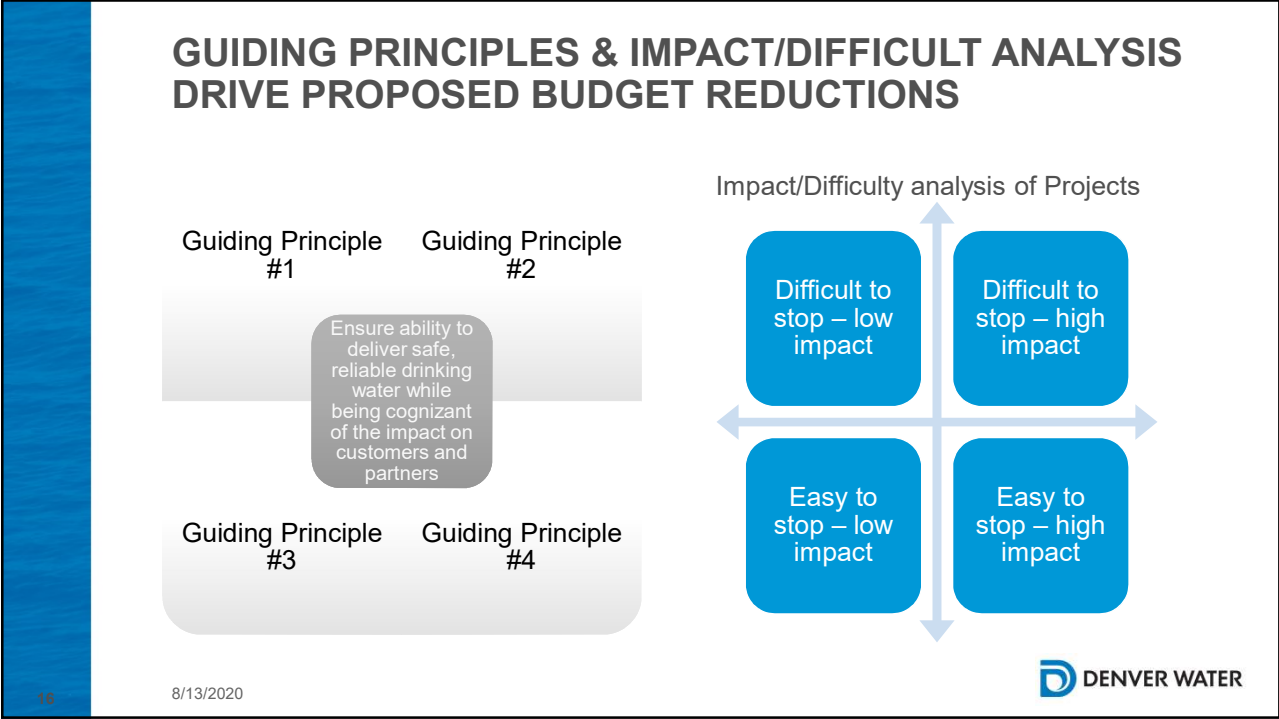 GUIDING PRINCIPLES & IMPACT/DIFFICULT ANALYSIS
DRIVE PROPOSED BUDGET REDUCTIONS
Guiding Principle
#1
Guiding Principle
#2
Ensure ability to
deliver safe,
reliable drinking
water while
being cognizant
of the impact on
customers and
partners
Guiding Principle
#3
Guiding Principle
#4
Impact/Difficulty analysis of Projects
Difficult to
stop – low
impact
Difficult to
stop – high
impact
Easy to
stop – low
impact
Easy to
stop – high
impact
8/13/2020
DENVER WATER